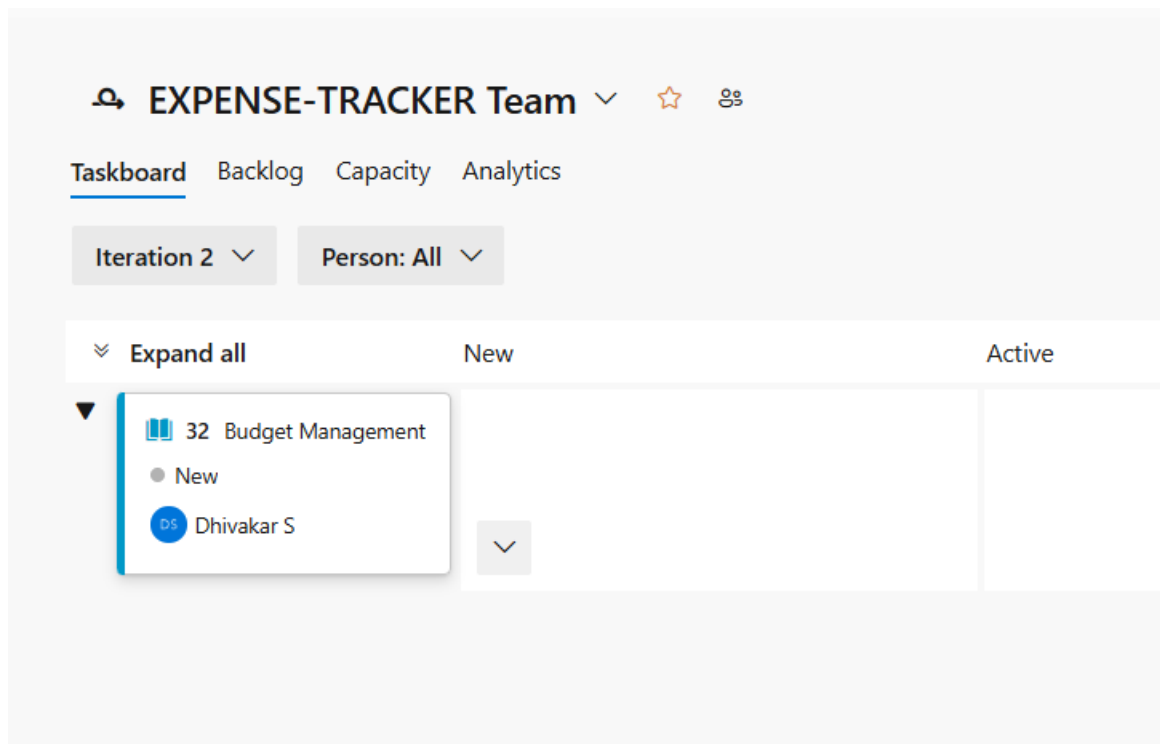 EXPENSE-TRACKER Team
Taskboard Backlog Capacity Analytics
Iteration 2 Person: All
Expand all New Active
32 Budget Management
New
DS Dhivakar S